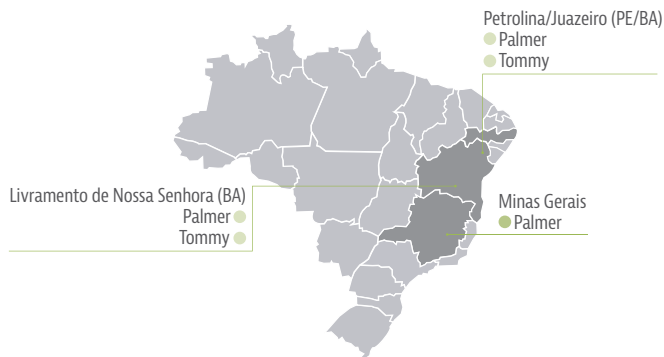 Petrolina/Juazeiro (PE/BA)
Palmer
Tommy
Livramento de Nossa Senhora (BA)
Palmer
Tommy
Minas Gerais
Palmer